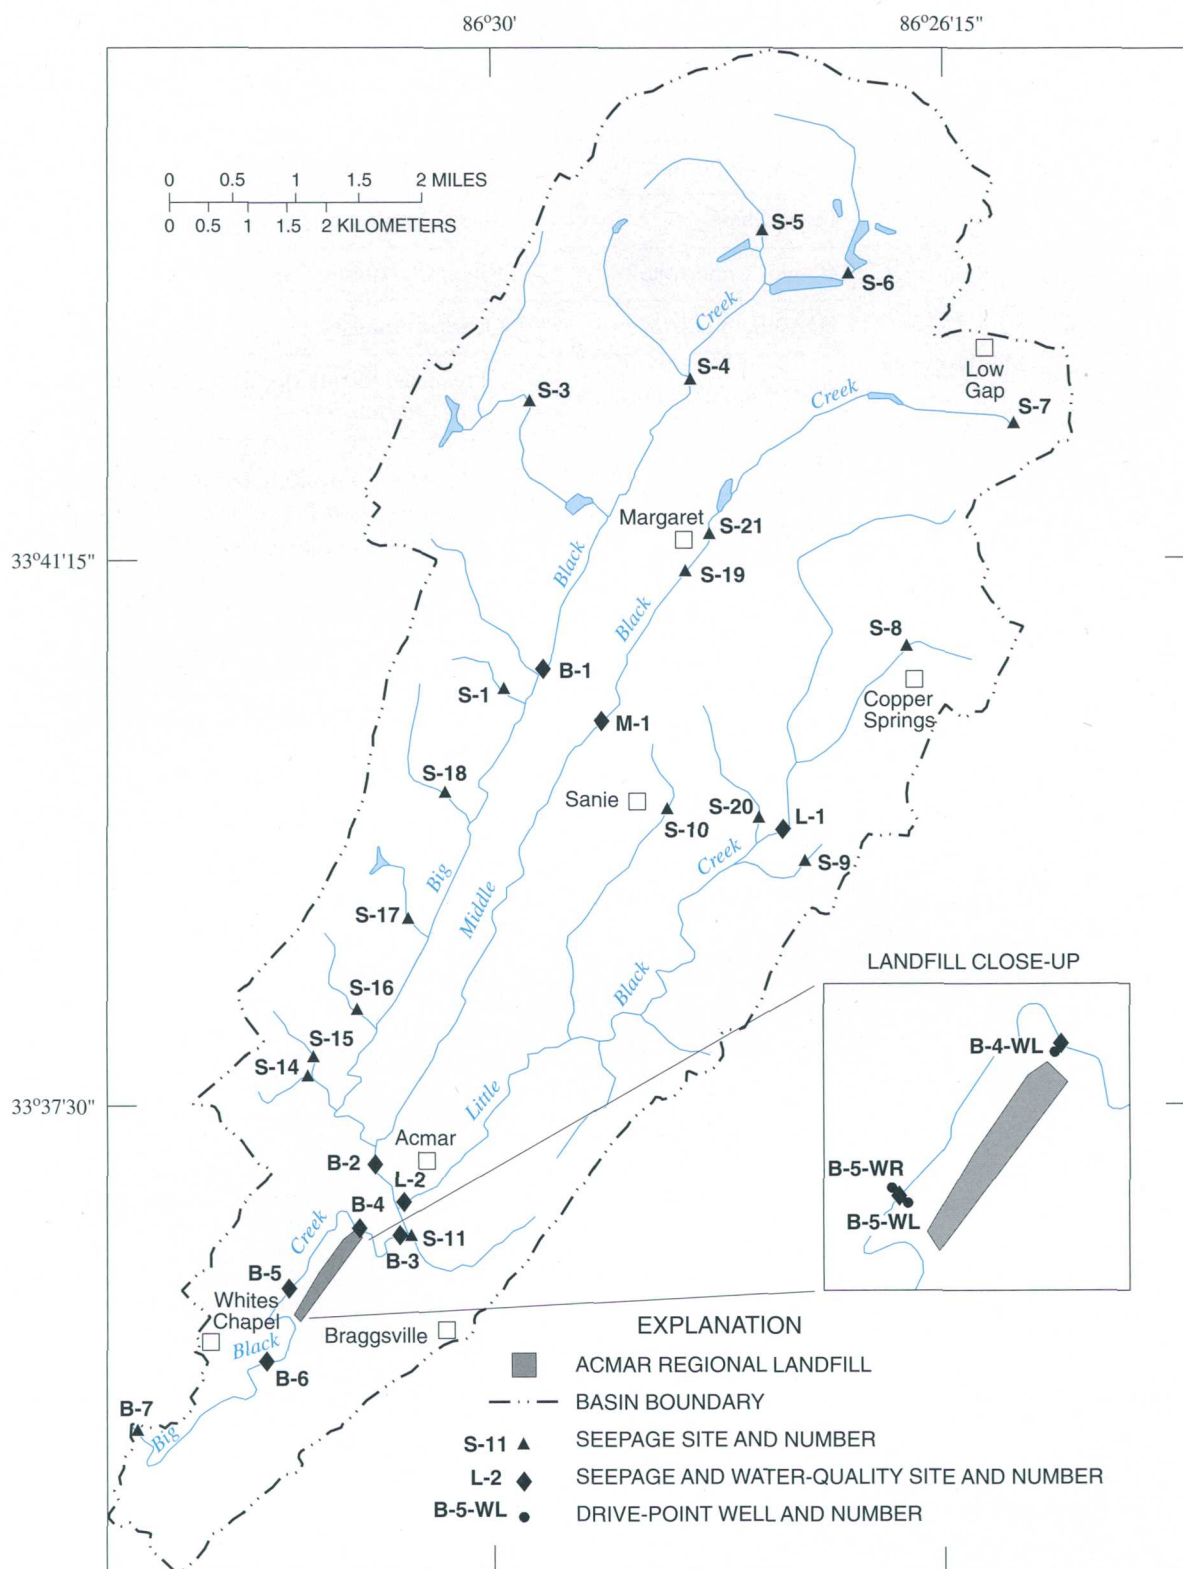 86°30'
86°26'15"
0 0.5 1 1.5 2 MILES
0 0.5 1 1.5 2 KILOMETERS
S-5
S-6
Creek
Low
Gap
S-4
S-3
Creek
S-7
Margaret
S-21
33°41'15"
Black
S-19
Black
S-8
B-1
S-1
Copper
Springs
M-1
S-18
Sanie
S-20
L-1
S-10
Creek
S-9
Big
Middle
S-17
LANDFILL CLOSE-UP
Black
S-16
S-15
S-14
B-4-WL
33°37'30"
Little
Acmar
B-2
L-2
B-5-WR
B-5-WL
B-4
Creek
S-11
B-3
B-5
Whites
Chapel
Braggsville
Black
B-6
B-7
Big
EXPLANATION
ACMAR REGIONAL LANDFILL
BASIN BOUNDARY
S-11 SEEPAGE SITE AND NUMBER
L-2 SEEPAGE AND WATER-QUALITY SITE AND NUMBER
B-5-WL DRIVE-POINT WELL AND NUMBER